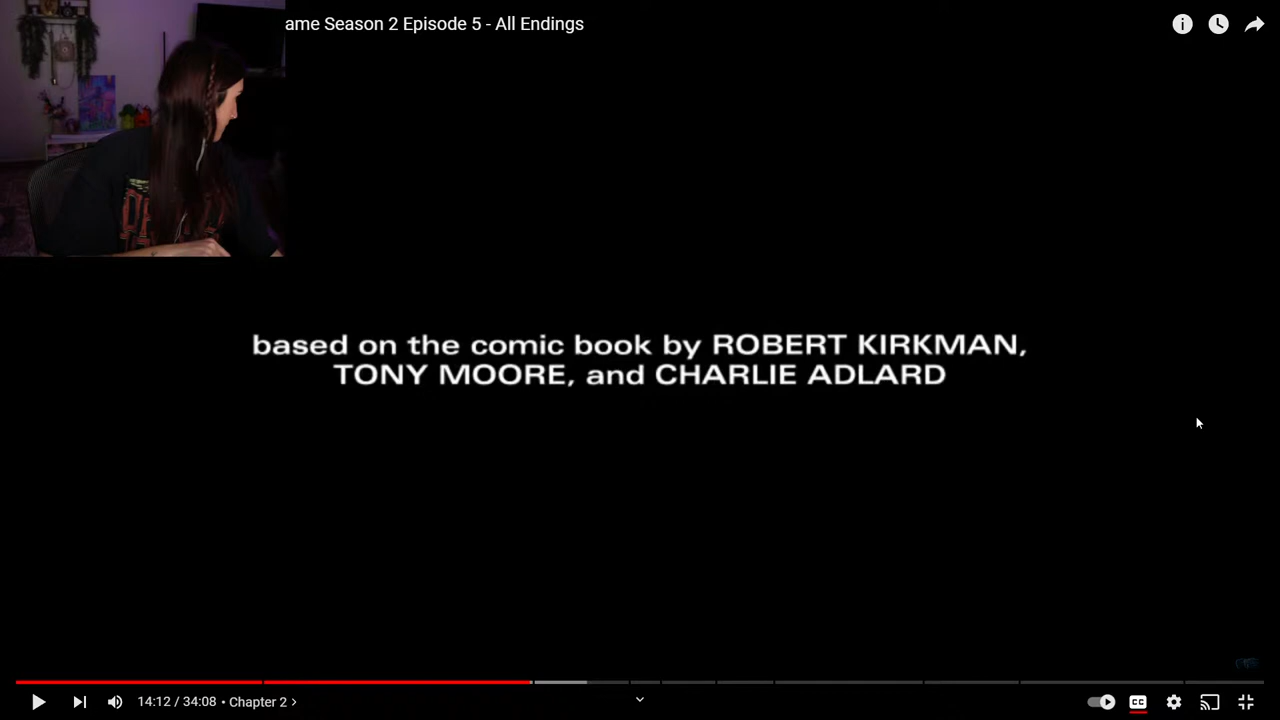 ame Season 2 Episode 5 - All Endings
based on the comic book by ROBERT KIRKMAN,
TONY MOORE, and CHARLIE ADLARD
14:12 / 34:08 • Chapter 2 >
CC